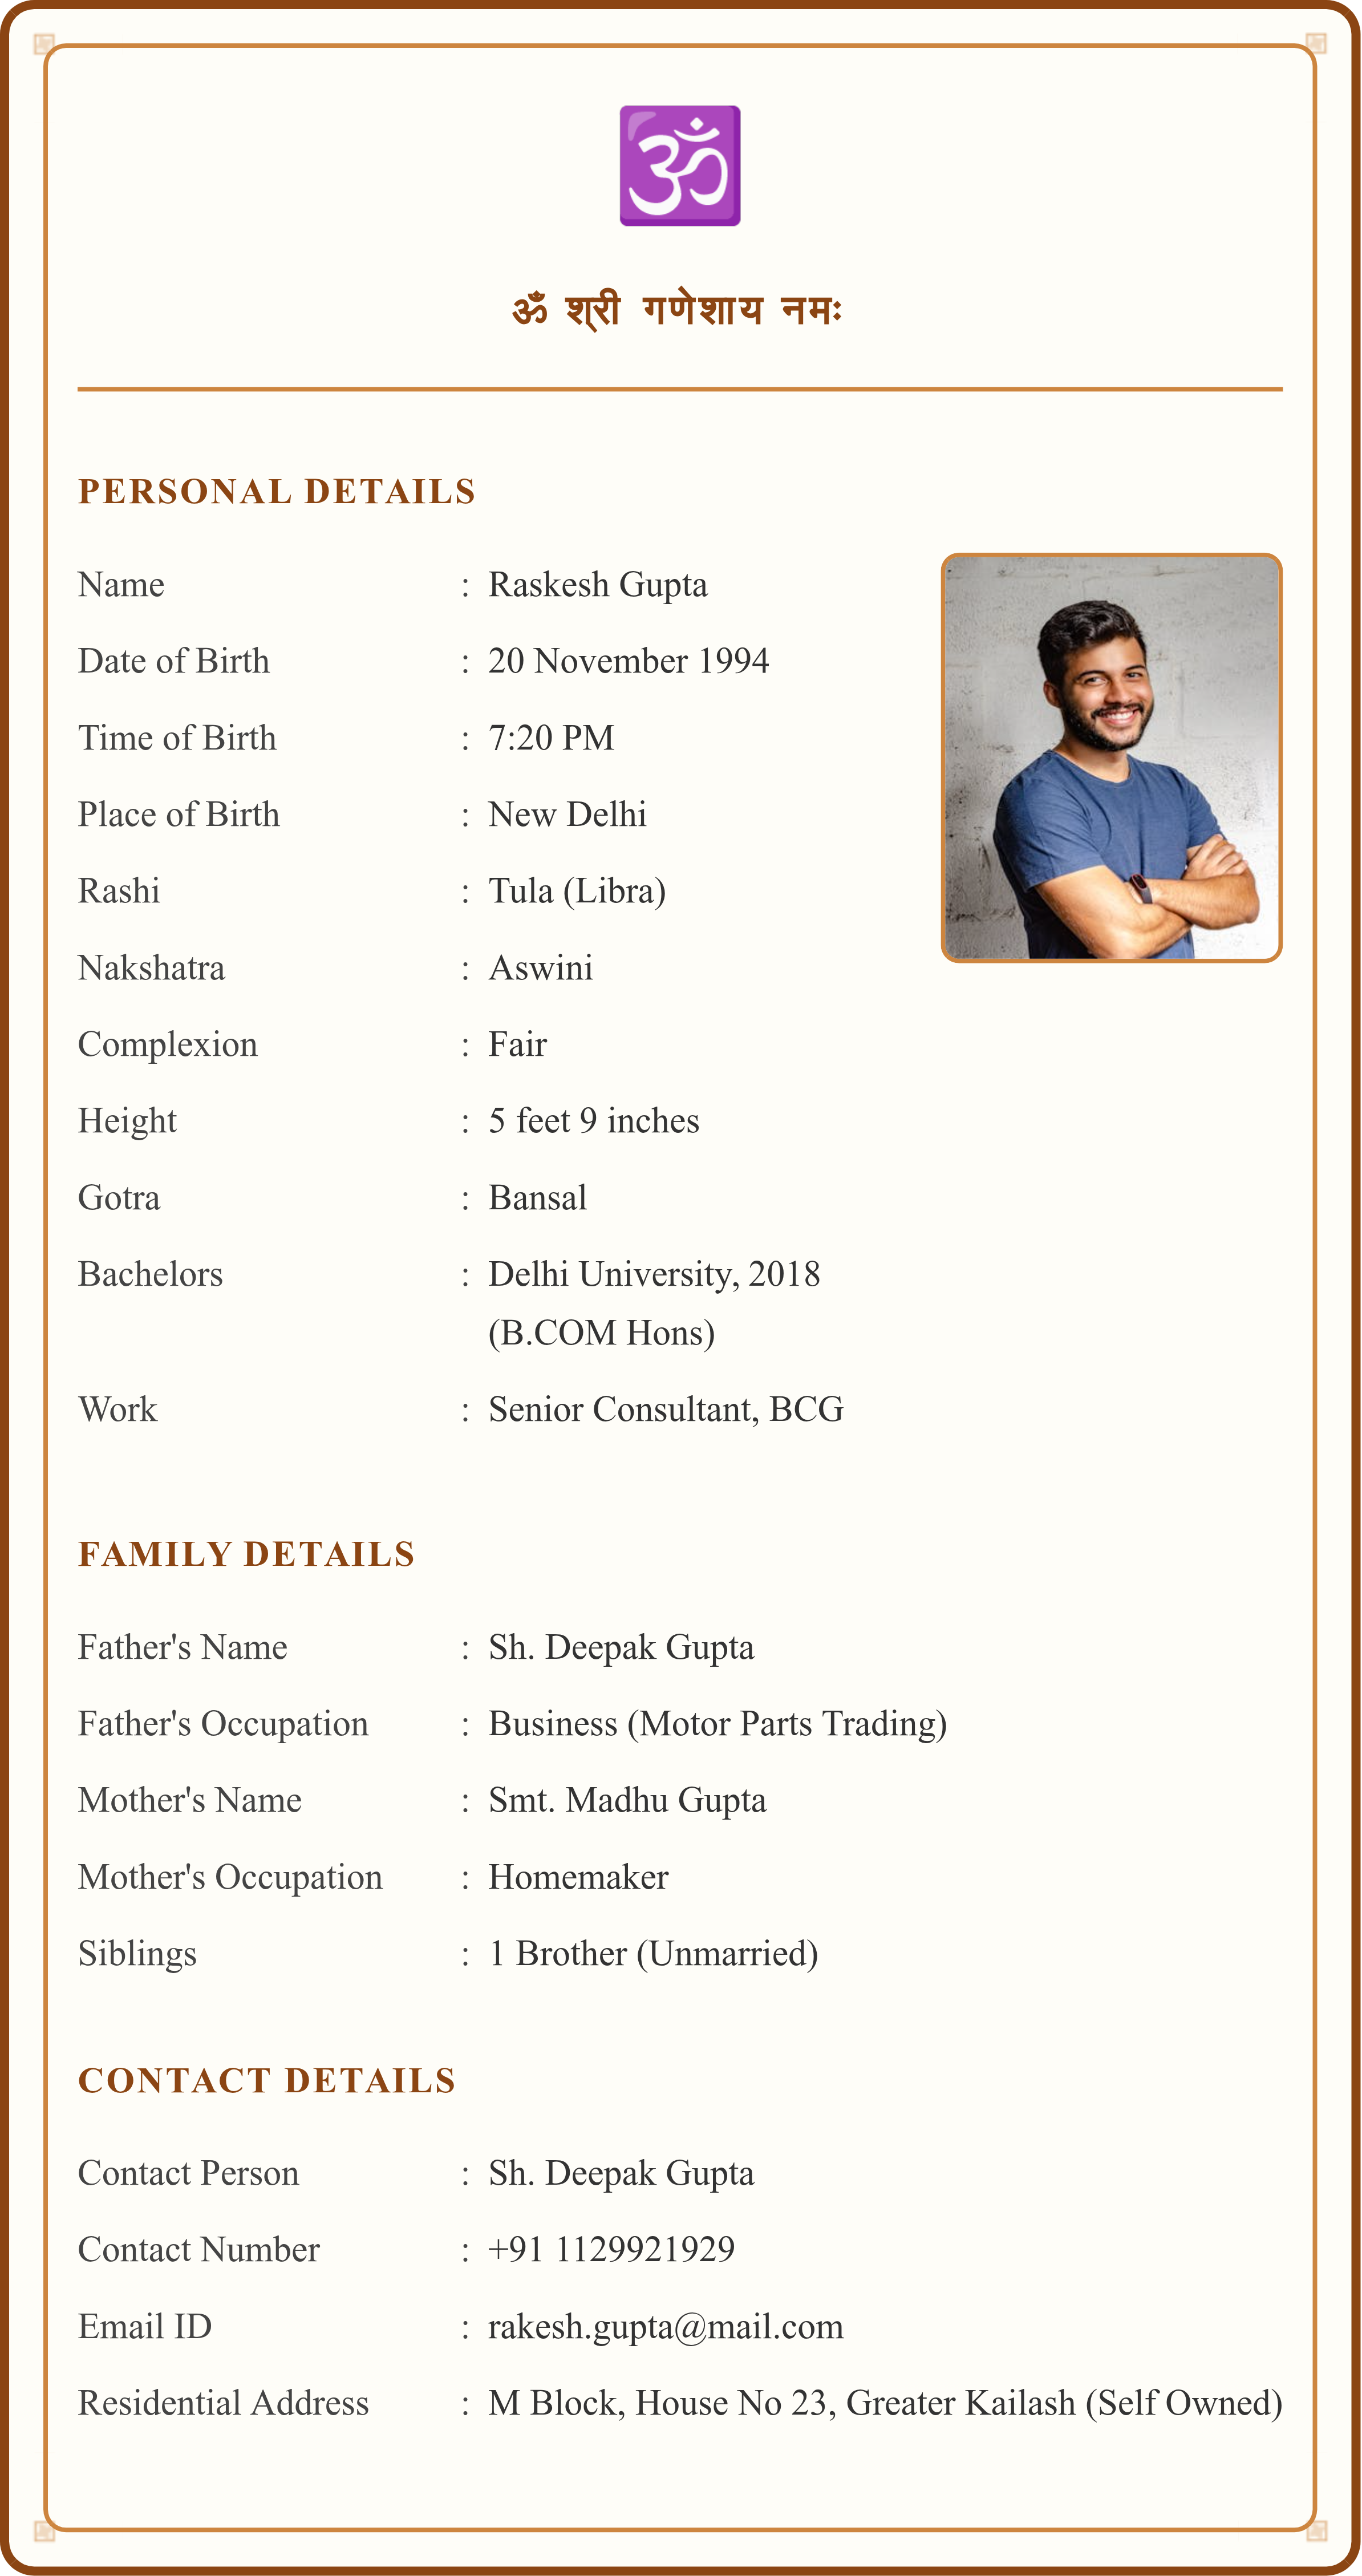 ॐ
ॐ श्री गणेशाय नमः
PERSONAL DETAILS
Name : Raskesh Gupta
Date of Birth : 20 November 1994
Time of Birth : 7:20 PM
Place of Birth : New Delhi
Rashi : Tula (Libra)
Nakshatra : Aswini
Complexion : Fair
Height : 5 feet 9 inches
Gotra : Bansal
Bachelors : Delhi University, 2018
(B.COM Hons)
Work : Senior Consultant, BCG
FAMILY DETAILS
Father's Name : Sh. Deepak Gupta
Father's Occupation : Business (Motor Parts Trading)
Mother's Name : Smt. Madhu Gupta
Mother's Occupation : Homemaker
Siblings : 1 Brother (Unmarried)
CONTACT DETAILS
Contact Person : Sh. Deepak Gupta
Contact Number : +91 1129921929
Email ID : rakesh.gupta@mail.com
Residential Address : M Block, House No 23, Greater Kailash (Self Owned)